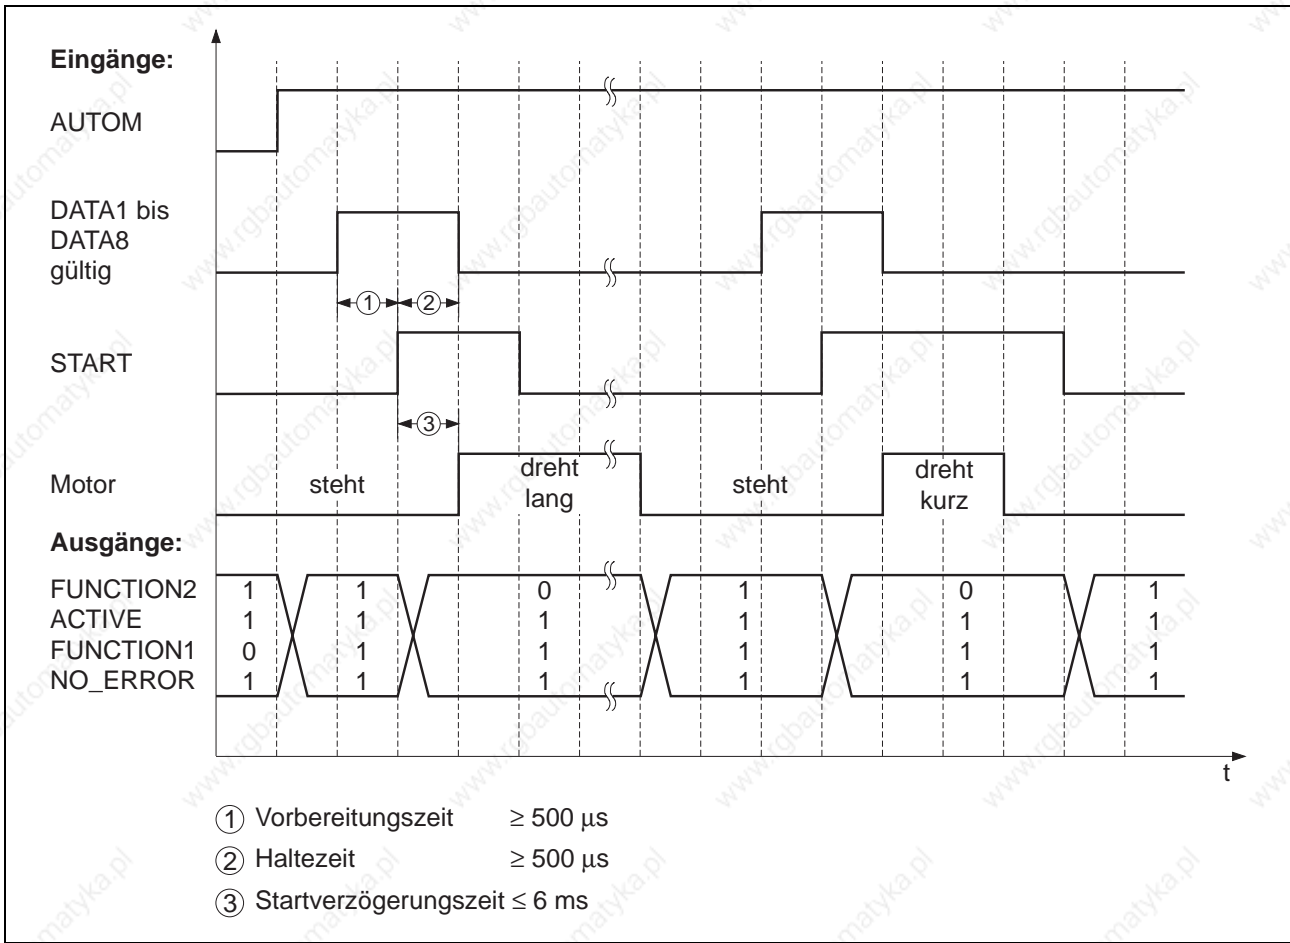 Eingänge:
AUTOM
DATA1 bis
DATA8
gültig
1 2
START
3
Motor steht dreht lang steht dreht kurz
Ausgänge:
FUNCTION2 1 1 0 1 0 1
ACTIVE 1 1 1 1 1 1
FUNCTION1 0 1 1 1 1 1
NO_ERROR 1 1 1 1 1 1
t
1 Vorbereitungszeit ≥ 500 µs
2 Haltezeit ≥ 500 µs
3 Startverzögerungszeit ≤ 6 ms
www.rgbautomatyka.pl